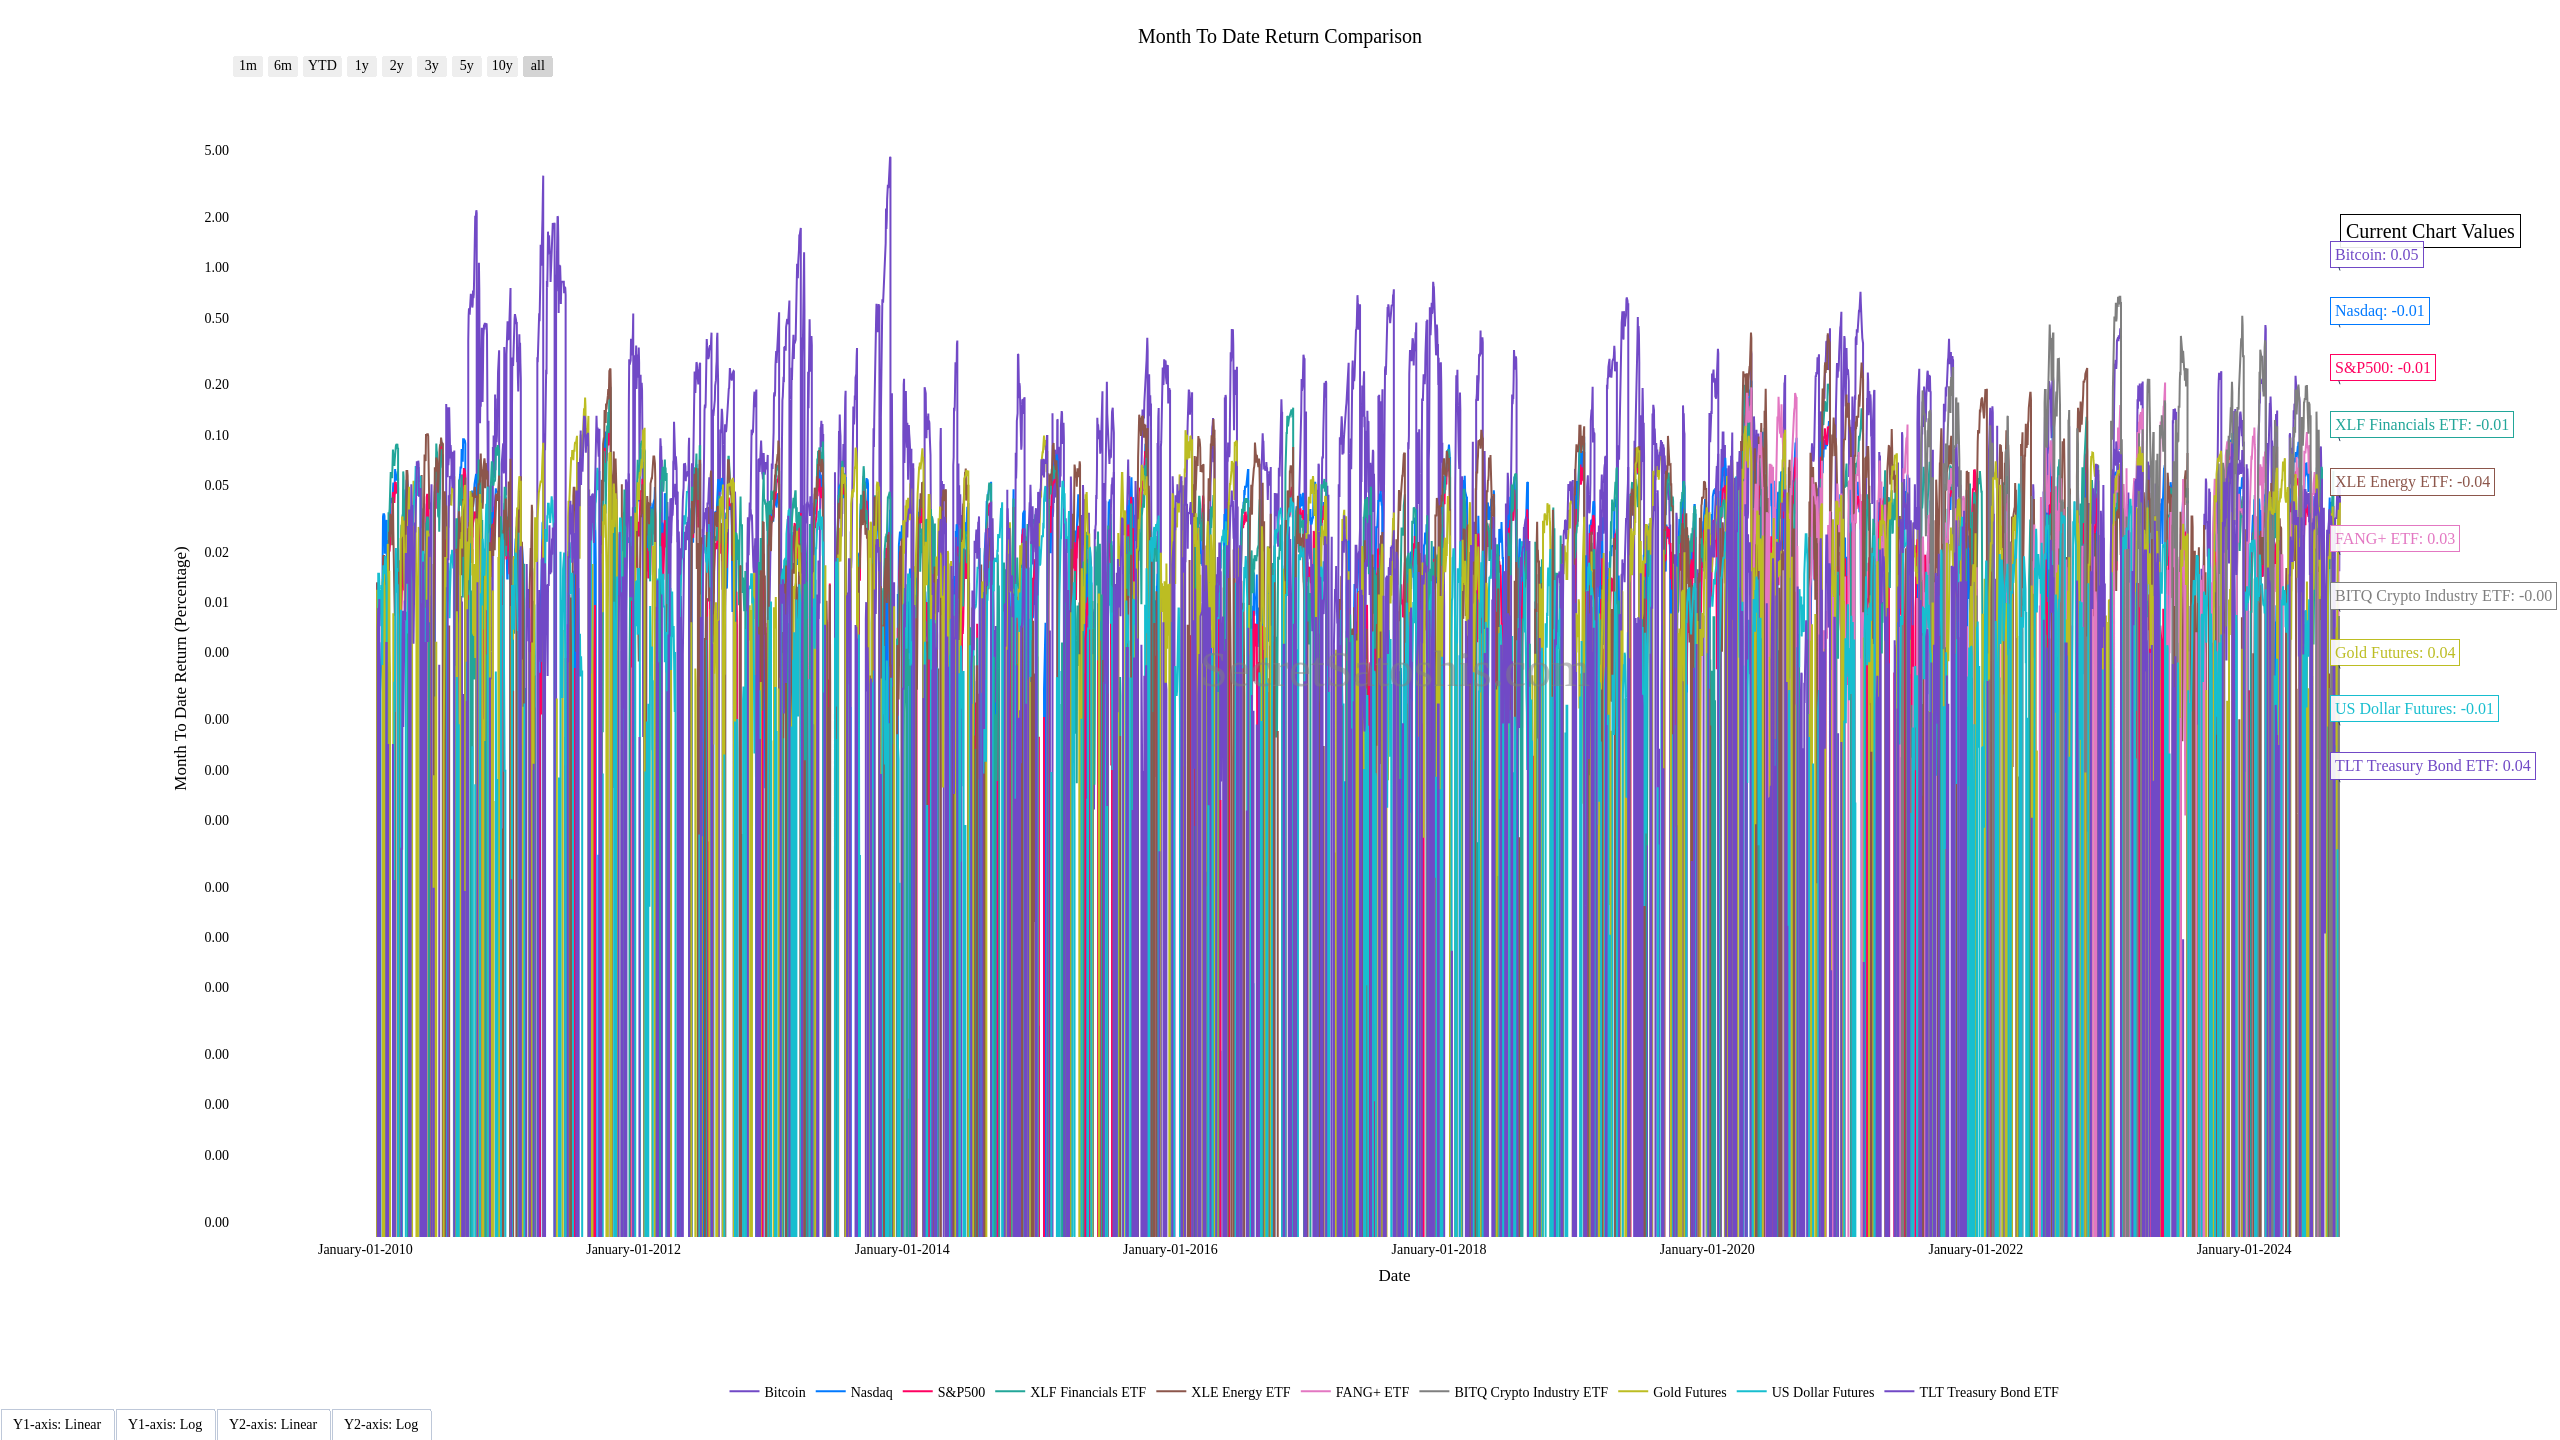 Month To Date Return Comparison
1m 6m YTD 1y 2y 3y 5y 10y all
5.00
2.00
1.00
0.50
0.20
0.10
0.05
0.02
0.01
0.00
0.00
0.00
0.00
0.00
0.00
0.00
0.00
0.00
0.00
0.00
Month To Date Return (Percentage)
SecretSatoshis.com
Current Chart Values
Bitcoin: 0.05
Nasdaq: -0.01
S&P500: -0.01
XLF Financials ETF: -0.01
XLE Energy ETF: -0.04
FANG+ ETF: 0.03
BITQ Crypto Industry ETF: -0.00
Gold Futures: 0.04
US Dollar Futures: -0.01
TLT Treasury Bond ETF: 0.04
January-01-2010 January-01-2012 January-01-2014 January-01-2016 January-01-2018 January-01-2020 January-01-2022 January-01-2024
Date
Bitcoin Nasdaq S&P500 XLF Financials ETF XLE Energy ETF FANG+ ETF BITQ Crypto Industry ETF Gold Futures US Dollar Futures TLT Treasury Bond ETF
Y1-axis: Linear Y1-axis: Log Y2-axis: Linear Y2-axis: Log